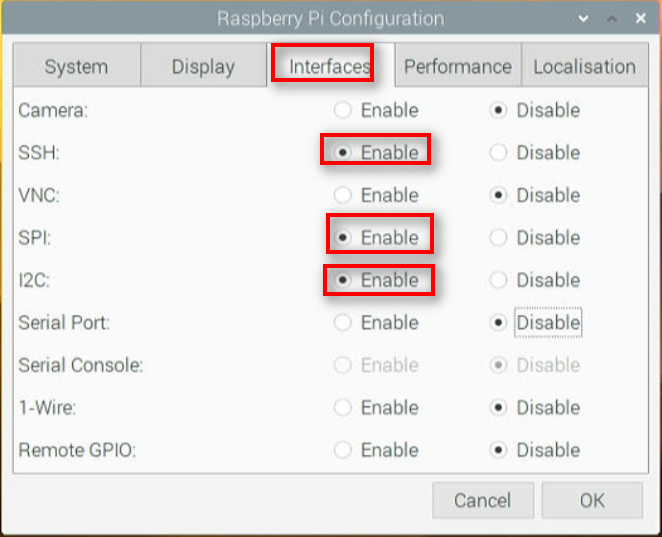 Raspberry Pi Configuration
System Display Interfaces Performance Localisation
Camera: Enable Disable
SSH: Enable Disable
VNC: Enable Disable
SPI: Enable Disable
I2C: Enable Disable
Serial Port: Enable Disable
Serial Console: Enable Disable
1-Wire: Enable Disable
Remote GPIO: Enable Disable
Cancel OK